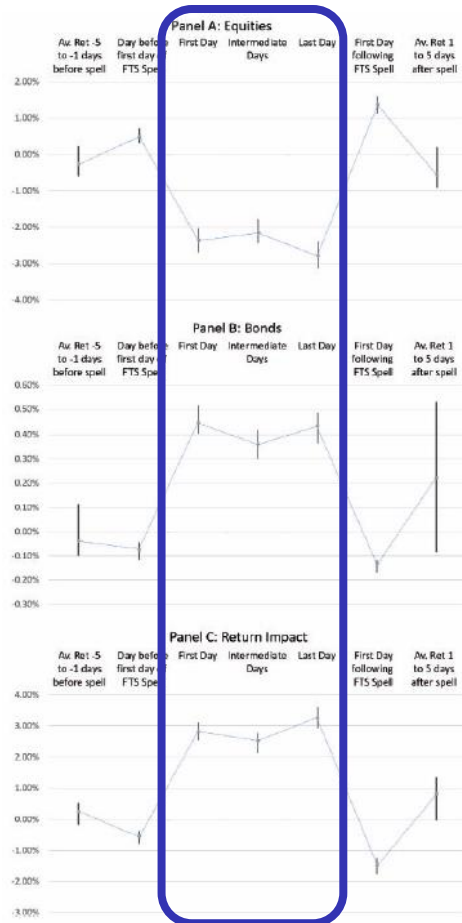 Panel A: Equities
Av. Ret -5 Day before First Day Intermediate Last Day First Day Av. Ret 1
to -1 days first day of Days following to 5 days
before spell FTS Spell FTS Spell after spell
2.00%
1.00%
0.00%
-1.00%
-2.00%
-3.00%
-4.00%
Panel B: Bonds
Av. Ret -5 Day before First Day Intermediate Last Day First Day Av. Ret 1
to -1 days first day of Days following to 5 days
before spell FTS Spell FTS Spell after spell
0.60%
0.50%
0.40%
0.30%
0.20%
0.10%
0.00%
-0.10%
-0.20%
-0.30%
Panel C: Return Impact
Av. Ret -5 Day before First Day Intermediate Last Day First Day Av. Ret 1
to -1 days first day of Days following to 5 days
before spell FTS Spell FTS Spell after spell
4.00%
3.00%
2.00%
1.00%
0.00%
-1.00%
-2.00%
-3.00%